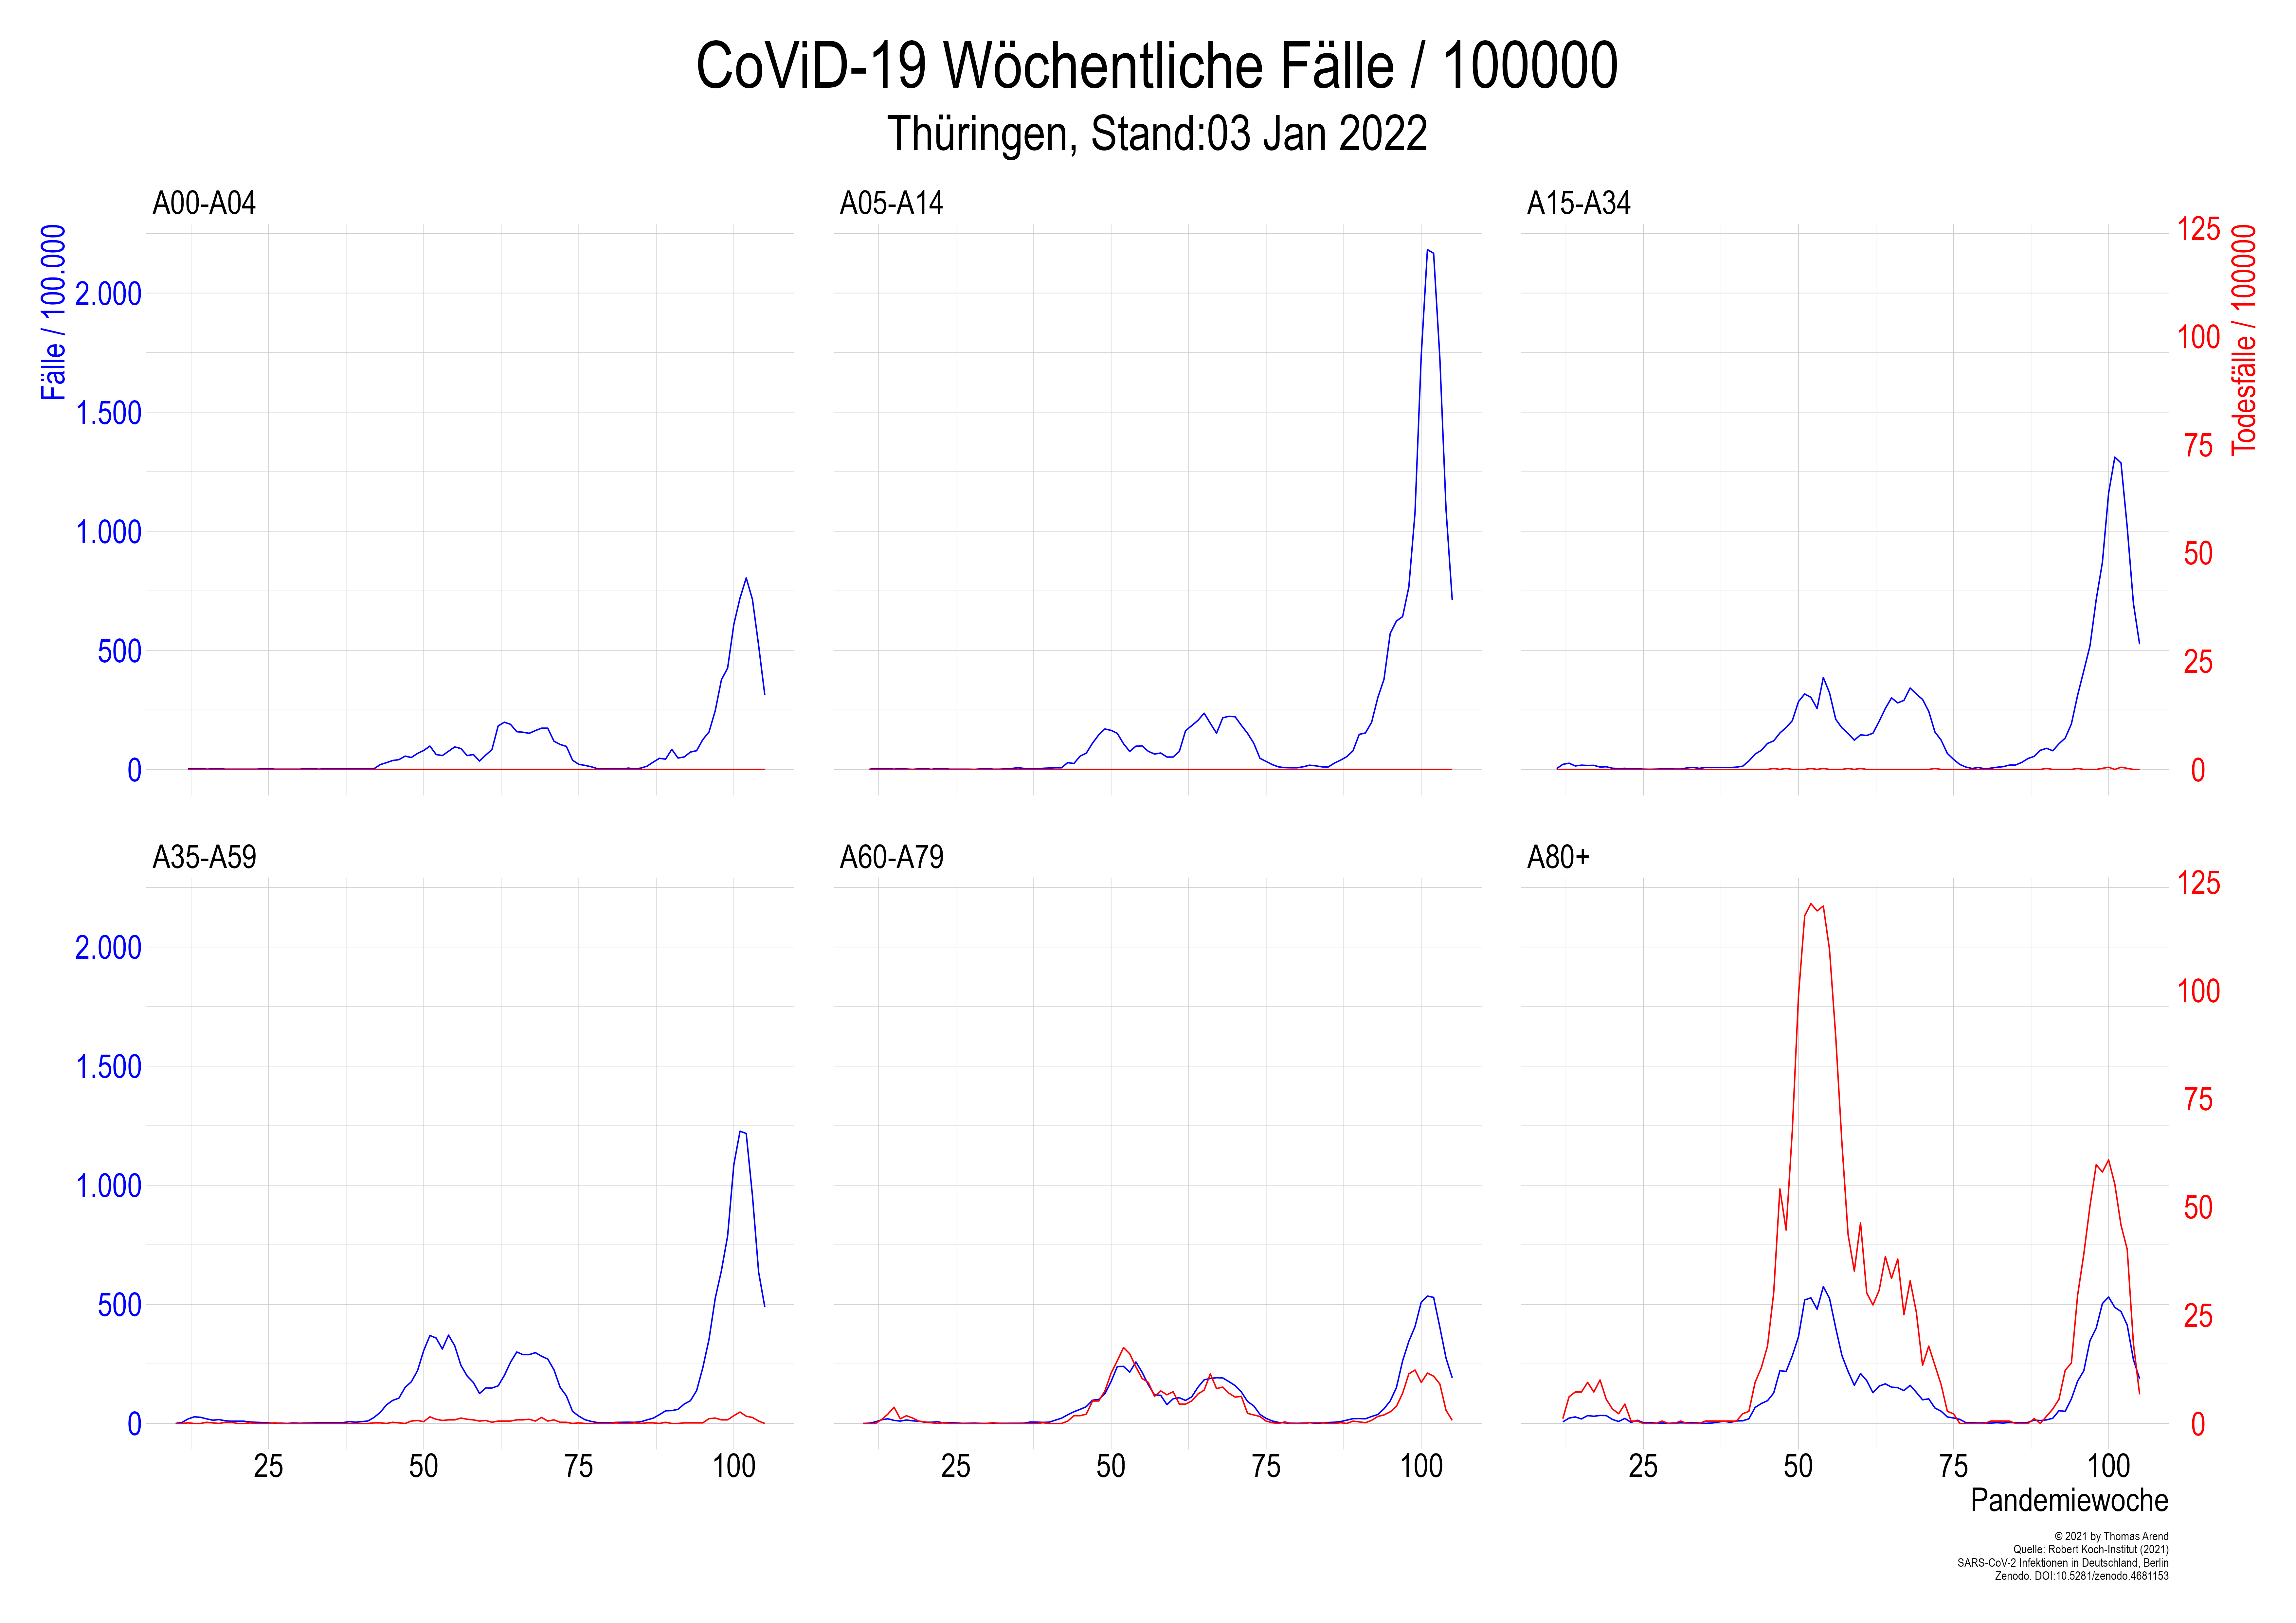 CoViD-19 Wöchentliche Fälle / 100000
Thüringen, Stand:03 Jan 2022
A00-A04
A05-A14
A15-A34
Fälle / 100.000
2.000
1.500
1.000
500
0
125
100
75
50
25
0
Todesfälle / 100000
A35-A59
A60-A79
A80+
2.000
1.500
1.000
500
0
125
100
75
50
25
0
25 50 75 100
25 50 75 100
25 50 75 100
Pandemiewoche
© 2021 by Thomas Arend
Quelle: Robert Koch-Institut (2021)
SARS-CoV-2 Infektionen in Deutschland, Berlin
Zenodo. DOI:10.5281/zenodo.4681153